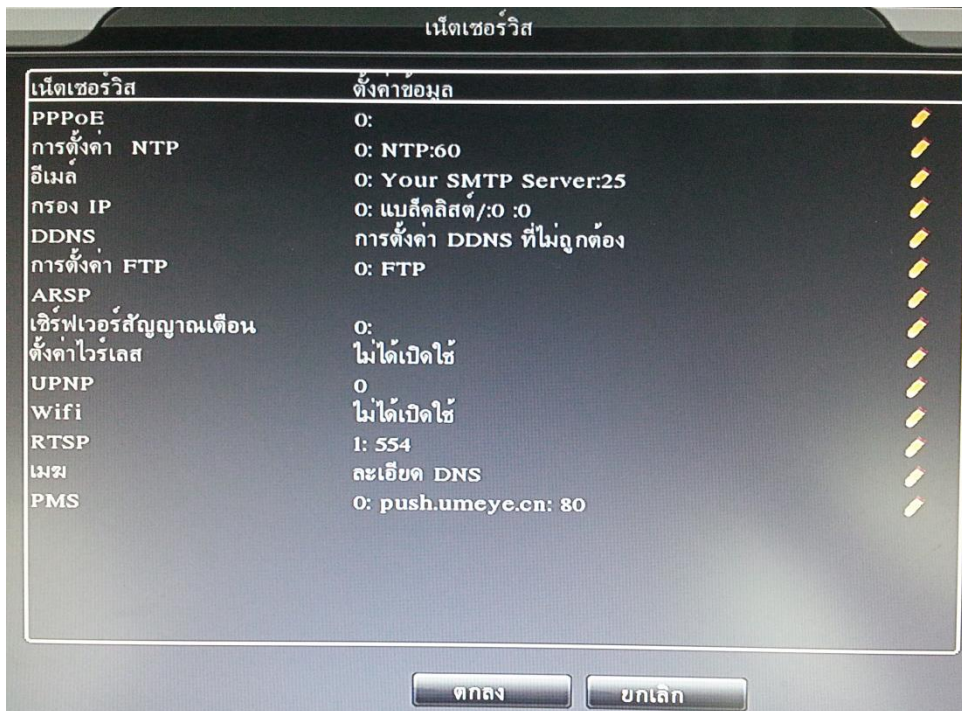 เน็ตเซอร์วิส
เน็ตเซอร์วิส ตั้งค่าข้อมูล
PPPoE 0:
การตั้งค่า NTP 0: NTP:60
อีเมล์ 0: Your SMTP Server:25
กรอง IP 0: แบล็คลิสต์/:0 :0
DDNS การตั้งค่า DDNS ที่ไม่ถูกต้อง
การตั้งค่า FTP 0: FTP
ARSP
เซิร์ฟเวอร์สัญญาณเตือน 0:
ตั้งค่าไวร์เลส ไม่ได้เปิดใช้
UPNP 0
Wifi ไม่ได้เปิดใช้
RTSP 1: 554
เมฆ ละเอียด DNS
PMS 0: push.umeye.cn: 80
ตกลง ยกเลิก